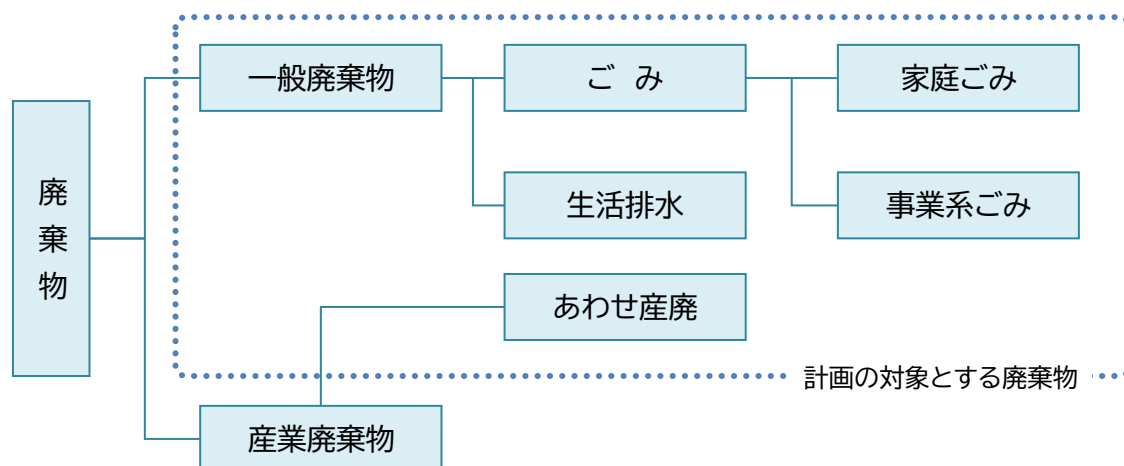 廃棄物
一般廃棄物
ご み
家庭ごみ
生活排水
事業系ごみ
あわせ産廃
計画の対象とする廃棄物
産業廃棄物